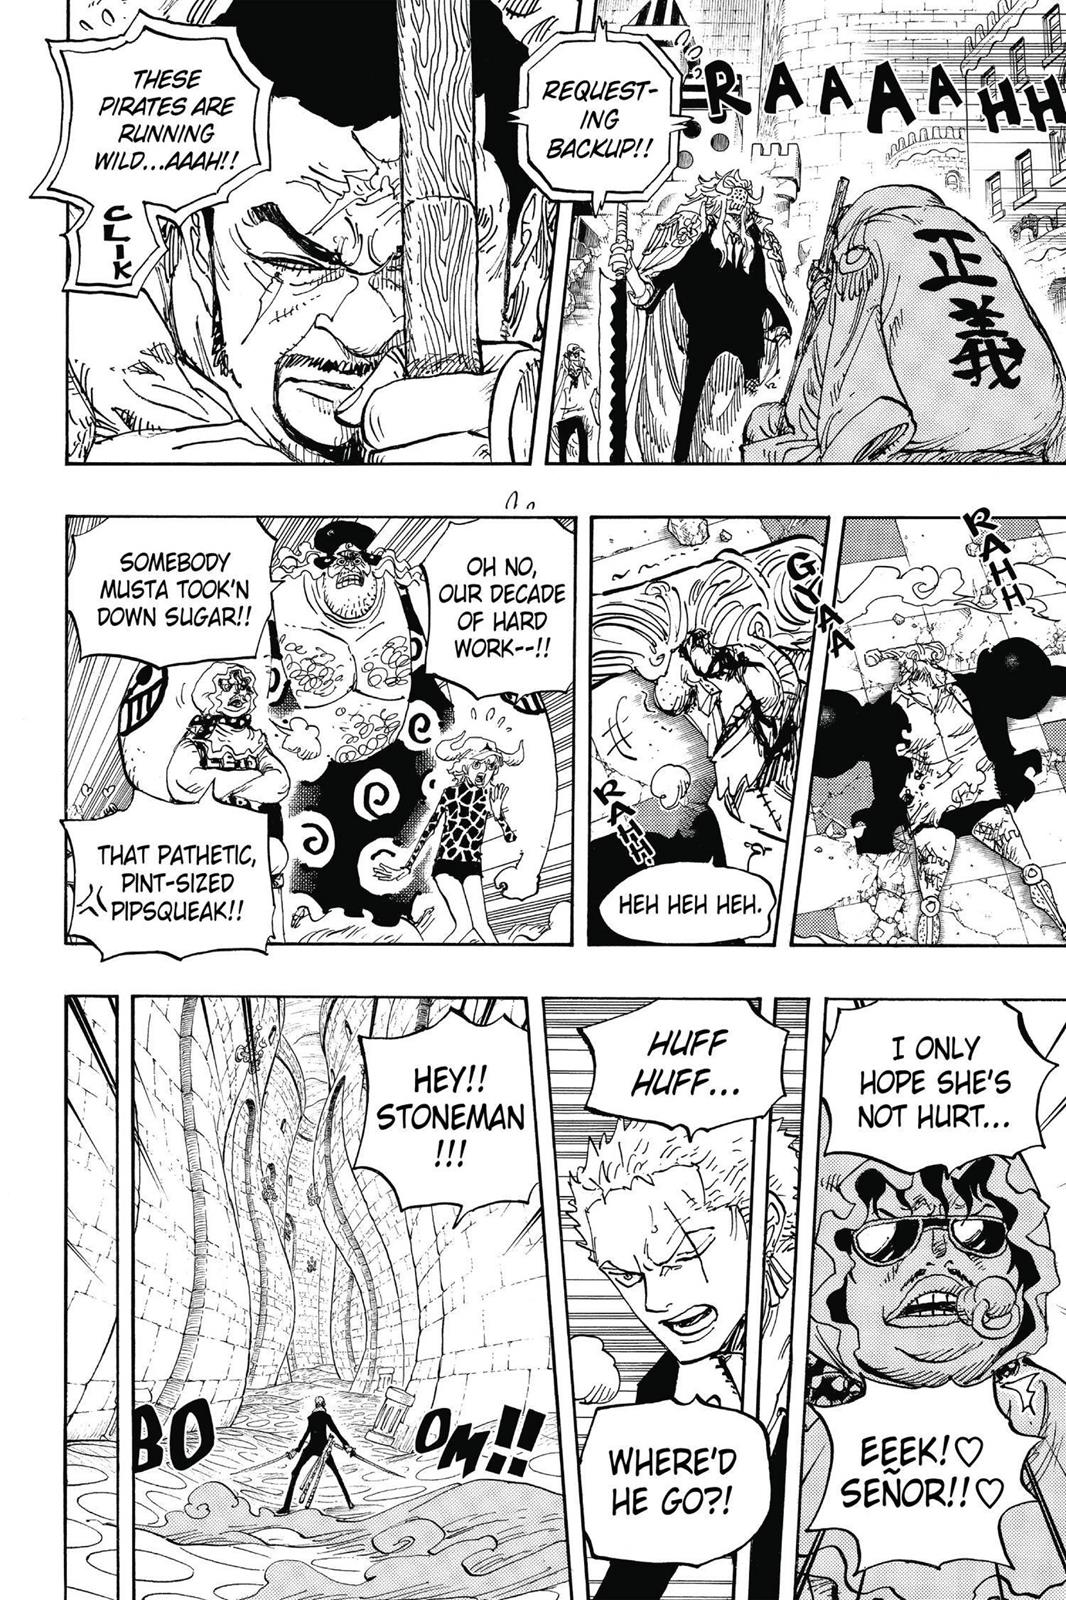 THESE
PIRATES ARE
RUNNING
WILD...AAAH!!
CLIK
REQUEST-
ING
BACKUP!!
RAAAAAHH
正義
SOMEBODY
MUSTA TOOK'N
DOWN SUGAR!!
OH NO,
OUR DECADE
OF HARD
WORK--!!
THAT PATHETIC,
PINT-SIZED
PIPSQUEAK!!
GYAAA
RAHH!
HEH HEH HEH.
RAHH
HEY!!
STONEMAN
!!!
BOOM!!
HUFF
HUFF...
WHERE'D
HE GO?!
I ONLY
HOPE SHE'S
NOT HURT...
EEEK!♡
SEÑOR!!♡